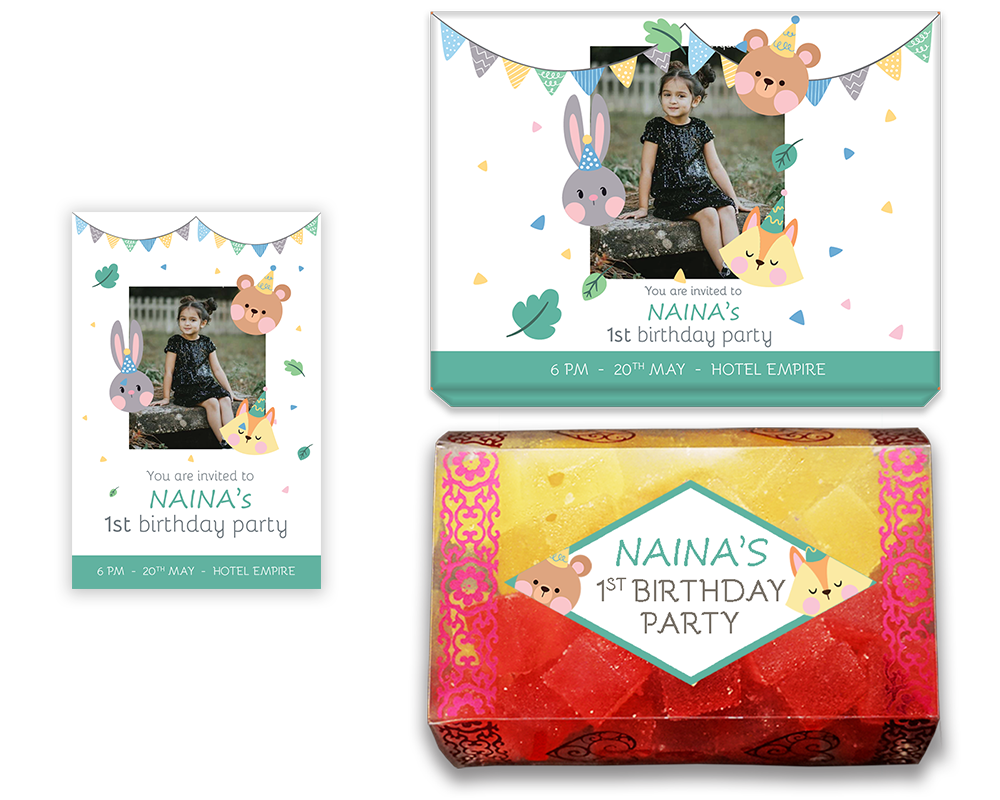 You are invited to
NAINA's
1st birthday party
6 PM - 20TH MAY - HOTEL EMPIRE
You are invited to
NAINA's
1st birthday party
6 PM - 20TH MAY - HOTEL EMPIRE
NAINA'S
1ST BIRTHDAY
PARTY